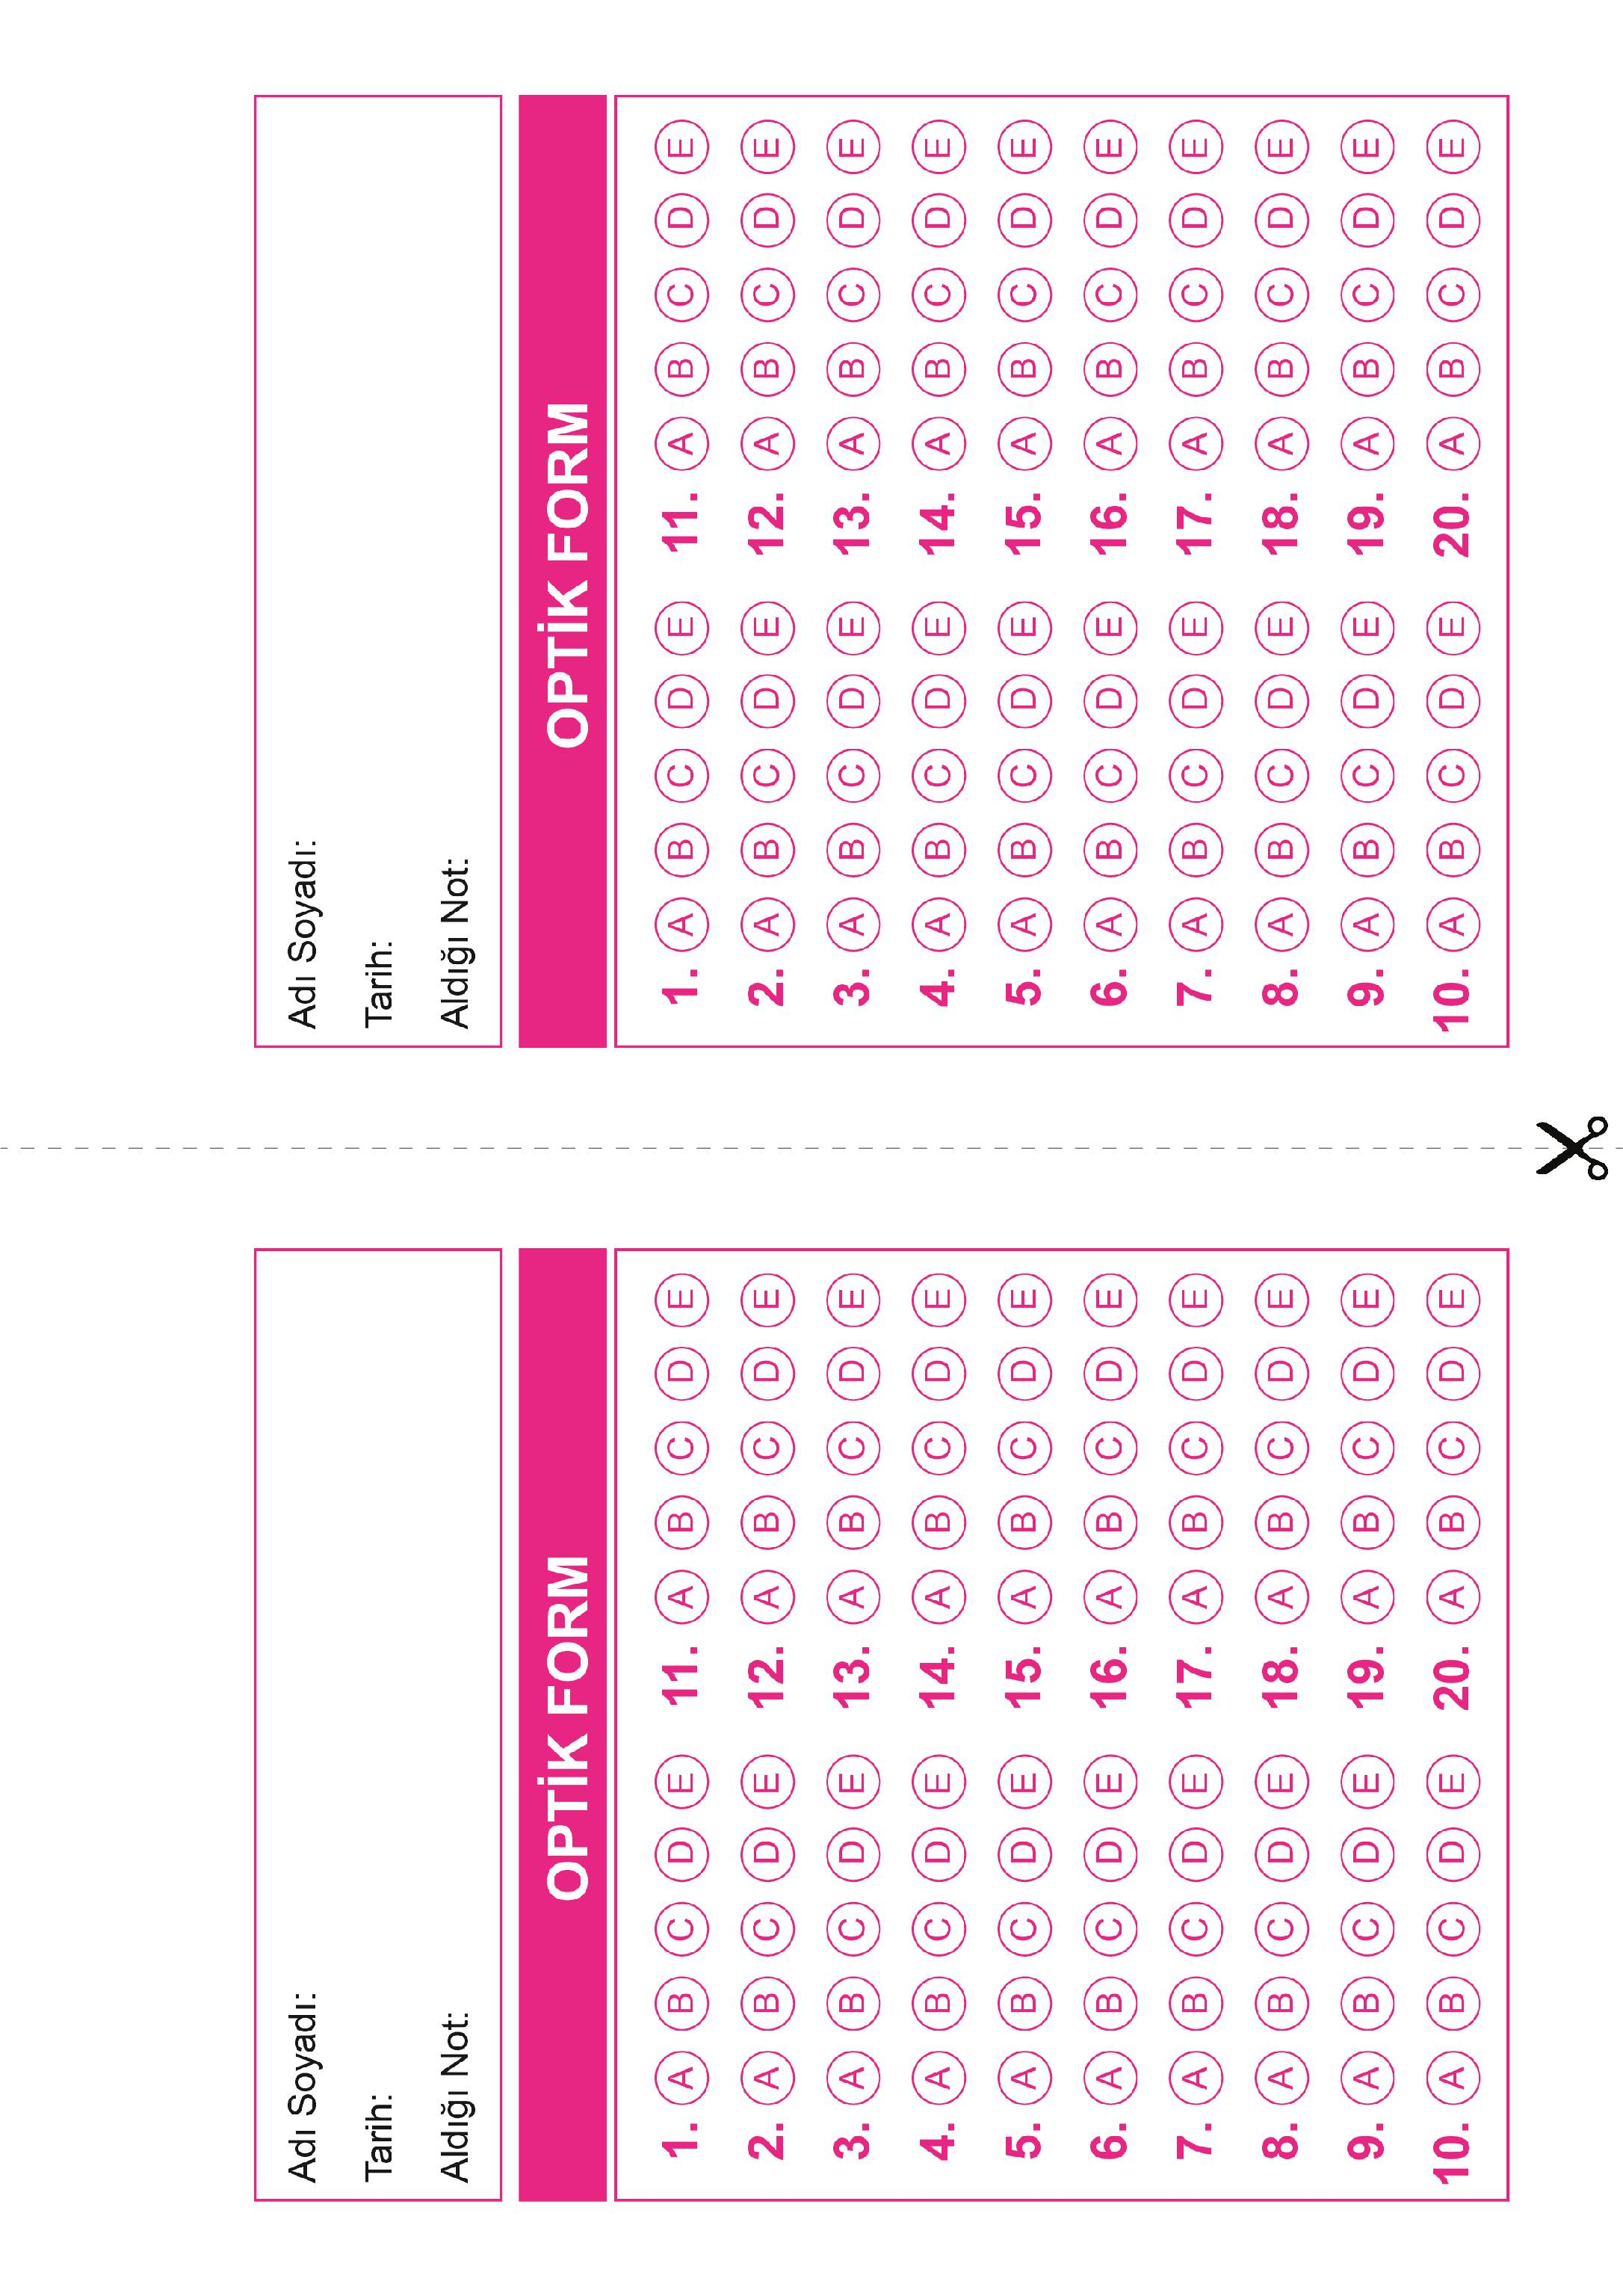 Adı Soyadı:
Tarih:
Aldığı Not:
OPTİK FORM
1. A B C D E 11. A B C D E
2. A B C D E 12. A B C D E
3. A B C D E 13. A B C D E
4. A B C D E 14. A B C D E
5. A B C D E 15. A B C D E
6. A B C D E 16. A B C D E
7. A B C D E 17. A B C D E
8. A B C D E 18. A B C D E
9. A B C D E 19. A B C D E
10. A B C D E 20. A B C D E
Adı Soyadı:
Tarih:
Aldığı Not:
OPTİK FORM
1. A B C D E 11. A B C D E
2. A B C D E 12. A B C D E
3. A B C D E 13. A B C D E
4. A B C D E 14. A B C D E
5. A B C D E 15. A B C D E
6. A B C D E 16. A B C D E
7. A B C D E 17. A B C D E
8. A B C D E 18. A B C D E
9. A B C D E 19. A B C D E
10. A B C D E 20. A B C D E